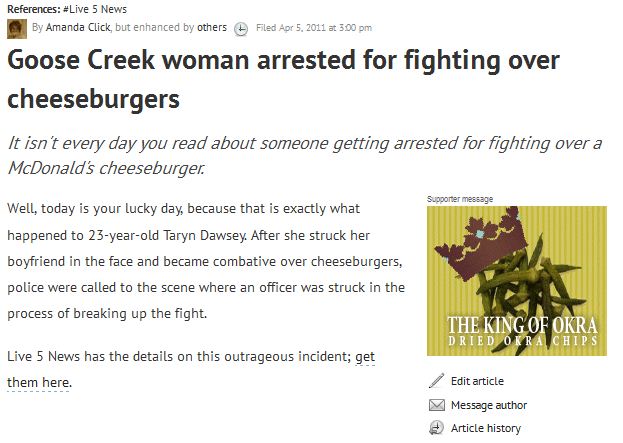 References: #Live 5 News
By Amanda Click, but enhanced by others Filed Apr 5, 2011 at 3:00 pm
Goose Creek woman arrested for fighting over
cheeseburgers
It isn't every day you read about someone getting arrested for fighting over a
McDonald's cheeseburger.
Well, today is your lucky day, because that is exactly what
happened to 23-year-old Taryn Dawsey. After she struck her
boyfriend in the face and became combative over cheeseburgers,
police were called to the scene where an officer was struck in the
process of breaking up the fight.
Live 5 News has the details on this outrageous incident; get
them here.
Supporter message
THE KING OF OKRA
DRIED OKRA CHIPS
Edit article
Message author
Article history